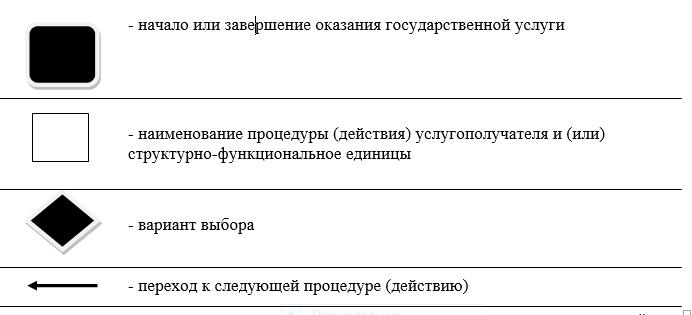 - начало или завершение оказания государственной услуги
- наименование процедуры (действия) услугополучателя и (или)
структурно-функциональное единицы
- вариант выбора
- переход к следующей процедуре (действию)